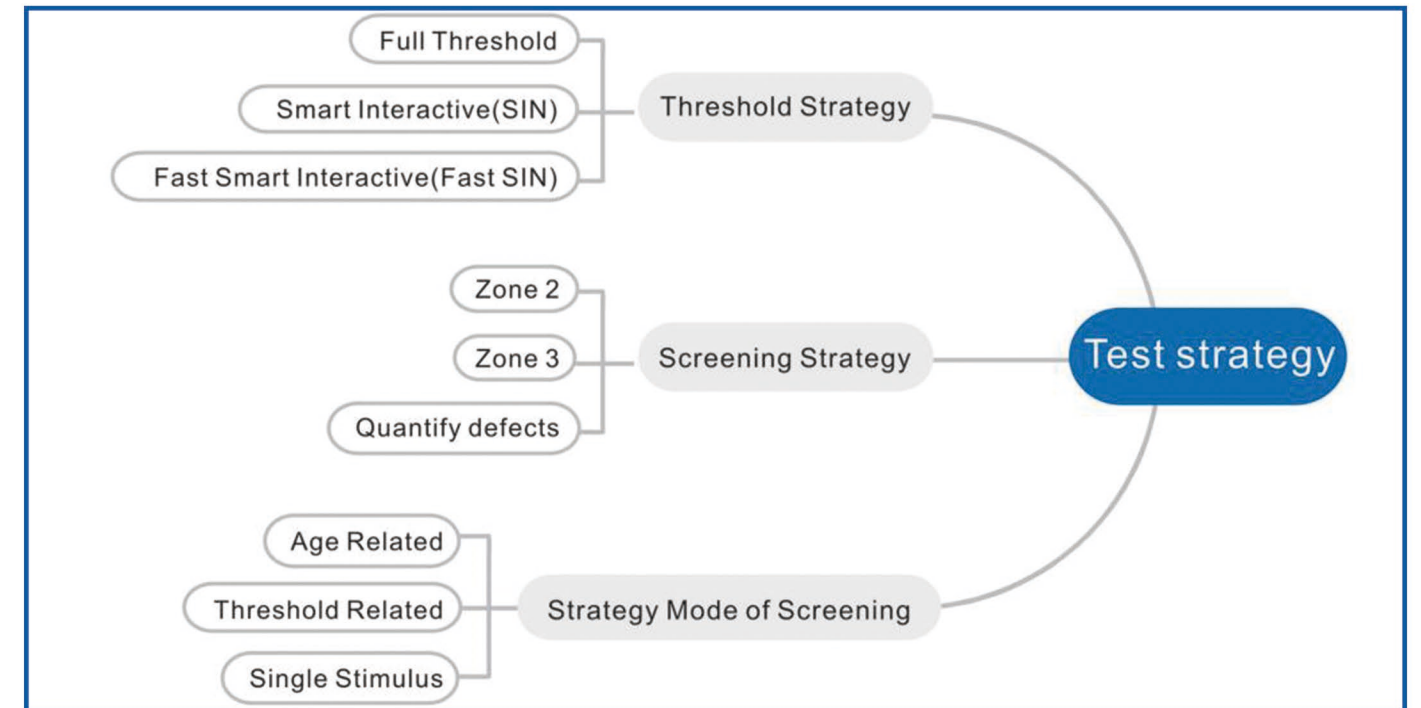 Full Threshold
Smart Interactive(SIN)
Fast Smart Interactive(Fast SIN)
Threshold Strategy
Zone 2
Zone 3
Quantify defects
Screening Strategy
Test strategy
Age Related
Threshold Related
Single Stimulus
Strategy Mode of Screening